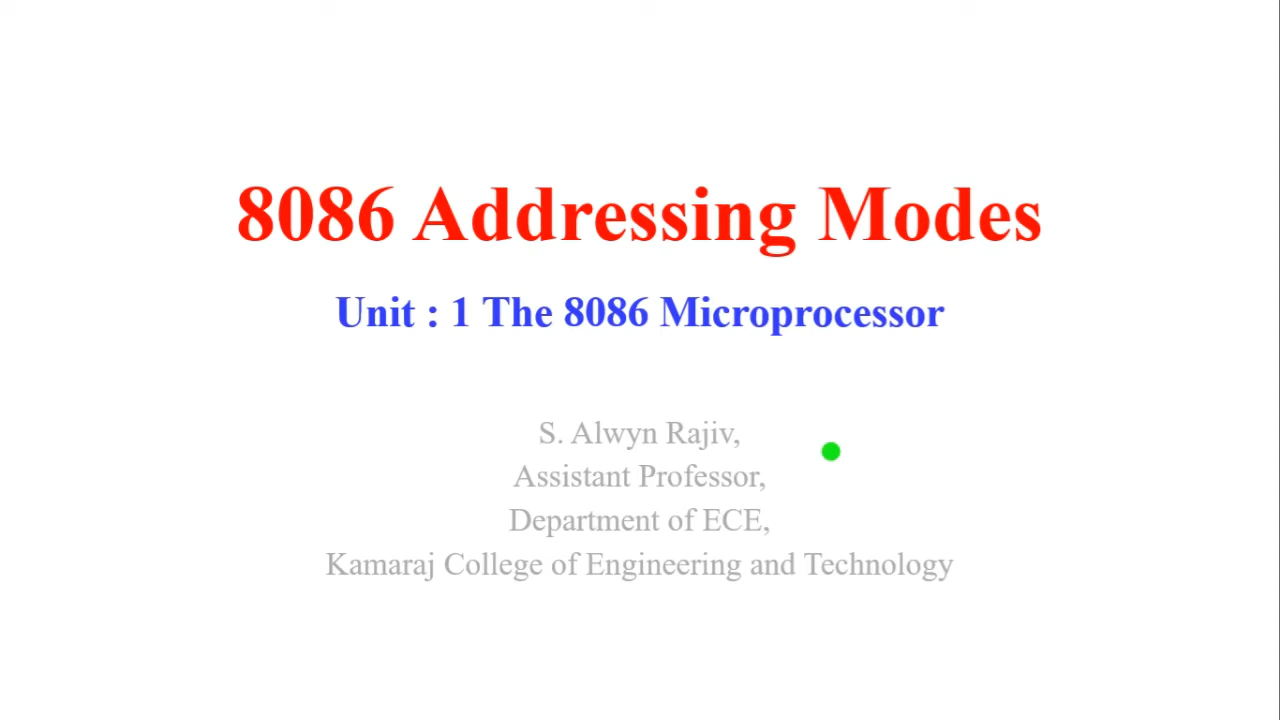 8086 Addressing Modes
Unit : 1 The 8086 Microprocessor
S. Alwyn Rajiv,
Assistant Professor,
Department of ECE,
Kamaraj College of Engineering and Technology